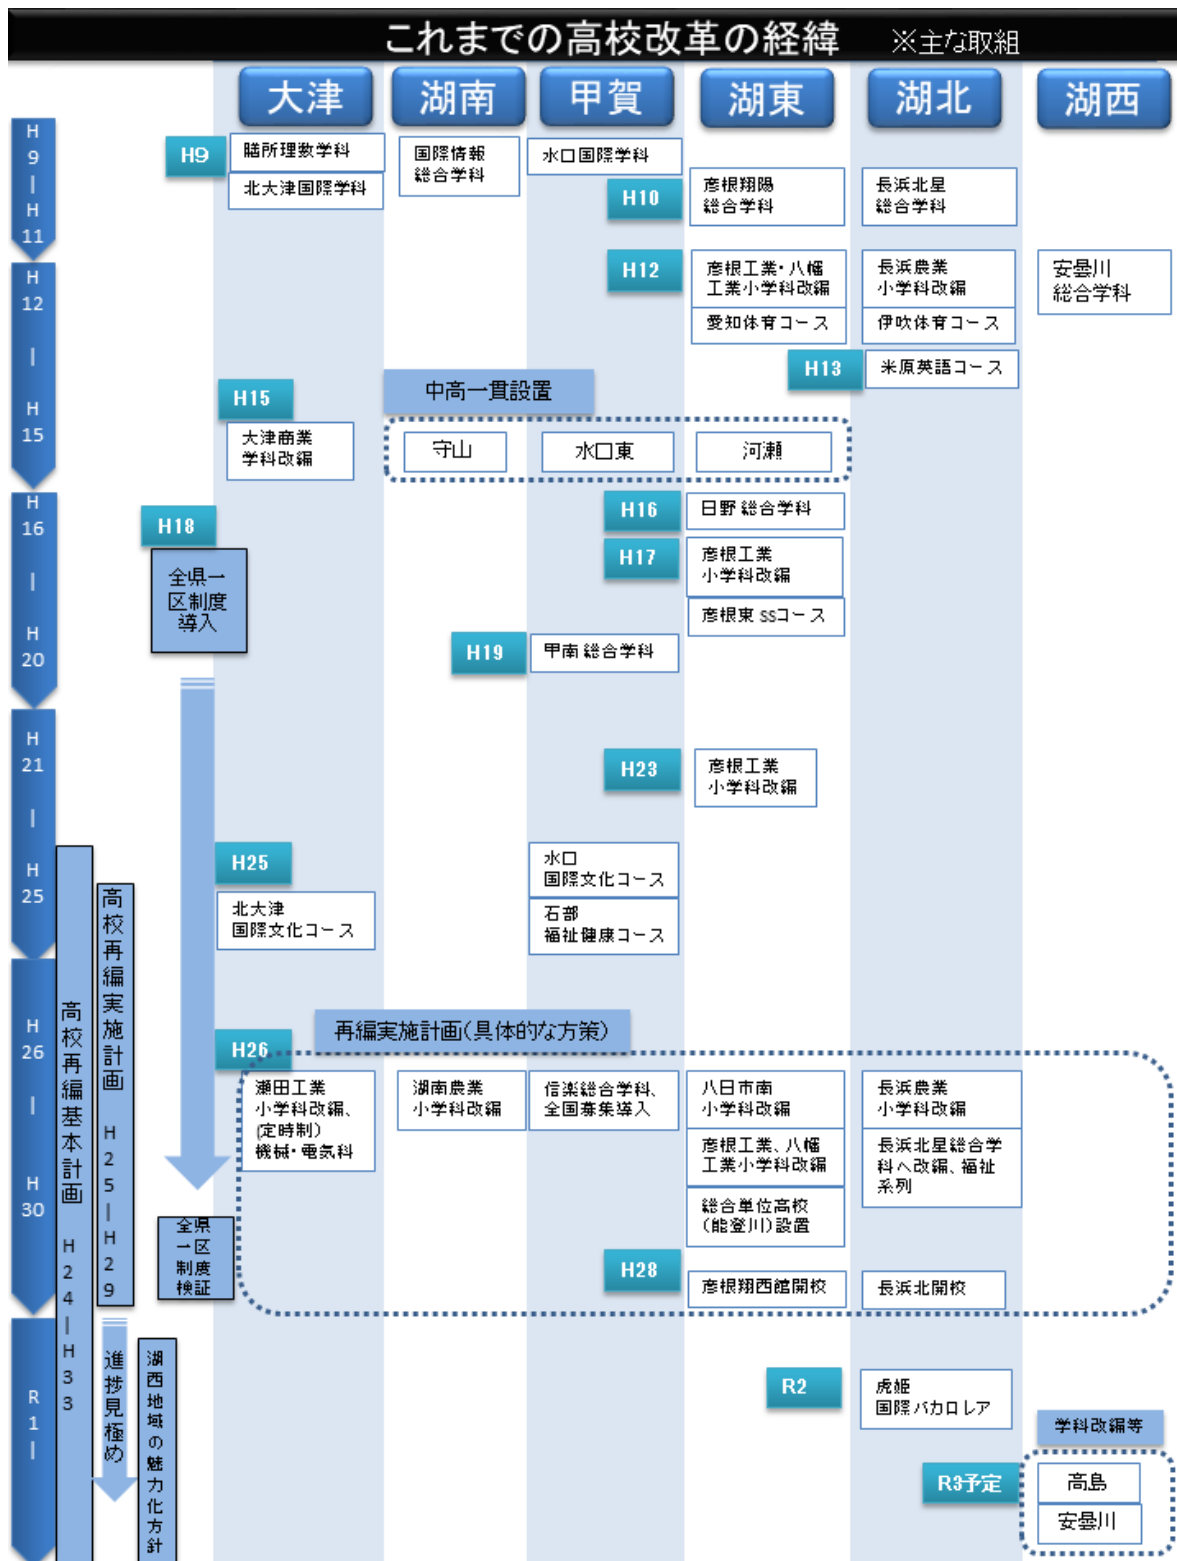 これまでの高校改革の経緯 ※主な取組
大津 湖南 甲賀 湖東 湖北 湖西
H9|H11
H9
膳所理数学科
北大津国際学科
国際情報
総合学科
水口国際学科
H10
彦根翔陽
総合学科
長浜北星
総合学科
H12|H15
H12
彦根工業・八幡
工業小学科改編
愛知体育コース
長浜農業
小学科改編
伊吹体育コース
安曇川
総合学科
H13
米原英語コース
中高一貫設置
H15
大津商業
学科改編
守山
水口東
河瀬
H16|H20
H16
日野 総合学科
H18
全県一
区制度
導入
H17
彦根工業
小学科改編
彦根東 SSコース
H19
甲南 総合学科
H21|H25
H23
彦根工業
小学科改編
H25
北大津
国際文化コース
水口
国際文化コース
石部
福祉健康コース
高校再編基本計画 H24|H33
高校再編実施計画 H25|H29
H26|H30
再編実施計画(具体的な方策)
H26
瀬田工業
小学科改編、
(定時制)
機械・電気科
湖南農業
小学科改編
信楽総合学科、
全国募集導入
八日市南
小学科改編
彦根工業、八幡
工業小学科改編
総合単位高校
(能登川)設置
長浜農業
小学科改編
長浜北星総合学
科へ改編、福祉
系列
全県
一区
制度
検証
H28
彦根翔西館開校
長浜北開校
R1|
進捗見極め
湖西地域の魅力化方針
R2
虎姫
国際バカロレア
学科改編等
R3予定
高島
安曇川